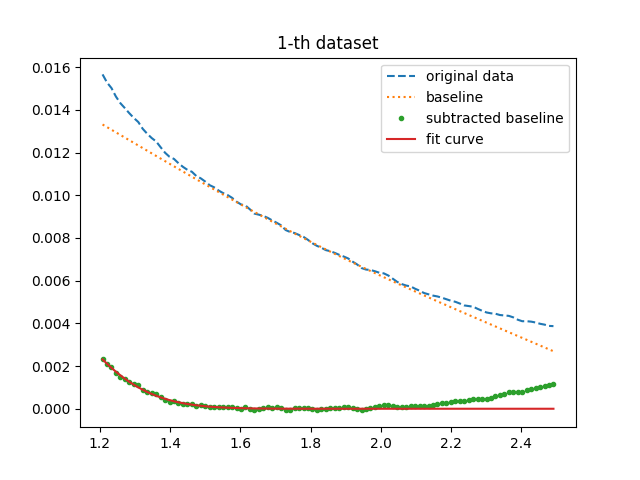 1-th dataset
original data
baseline
subtracted baseline
fit curve
0.016
0.014
0.012
0.010
0.008
0.006
0.004
0.002
0.000
1.2 1.4 1.6 1.8 2.0 2.2 2.4